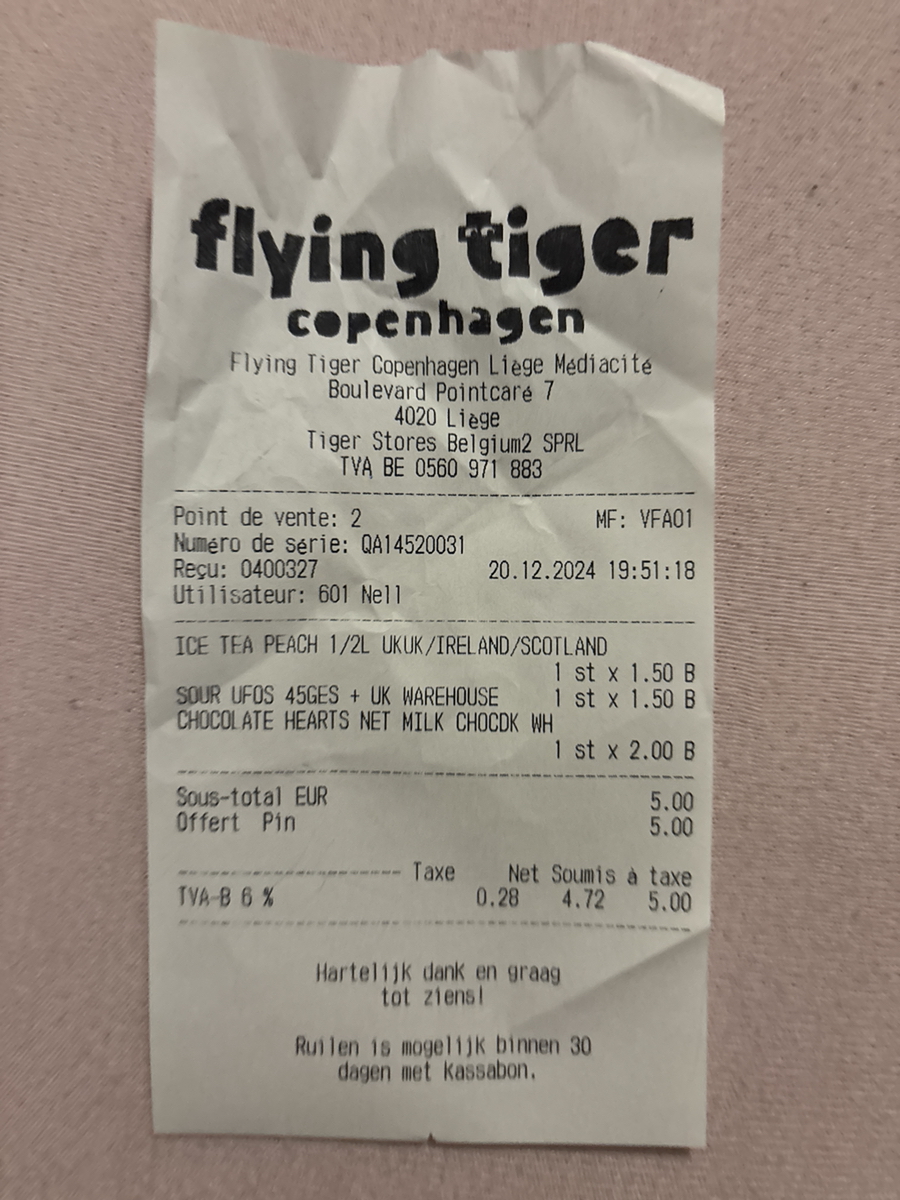 flying tiger
copenhagen
Flying Tiger Copenhagen Liège Médiacité
Boulevard Pointcaré 7
4020 Liège
Tiger Stores Belgium2 SPRL
TVA BE 0560 971 883
Point de vente: 2 MF: VFA01
Numéro de série: QA14520031
Reçu: 0400327 20.12.2024 19:51:18
Utilisateur: 601 Nell
ICE TEA PEACH 1/2L UKUK/IRELAND/SCOTLAND
1 st x 1.50 B
SOUR UFOS 45GES + UK WAREHOUSE 1 st x 1.50 B
CHOCOLATE HEARTS NET MILK CHOCDK WH
1 st x 2.00 B
Sous-total EUR 5.00
Offert Pin 5.00
Taxe Net Soumis à taxe
TVA-B 6 % 0.28 4.72 5.00
Hartelijk dank en graag
tot ziens!
Ruilen is mogelijk binnen 30
dagen met Kassabon.